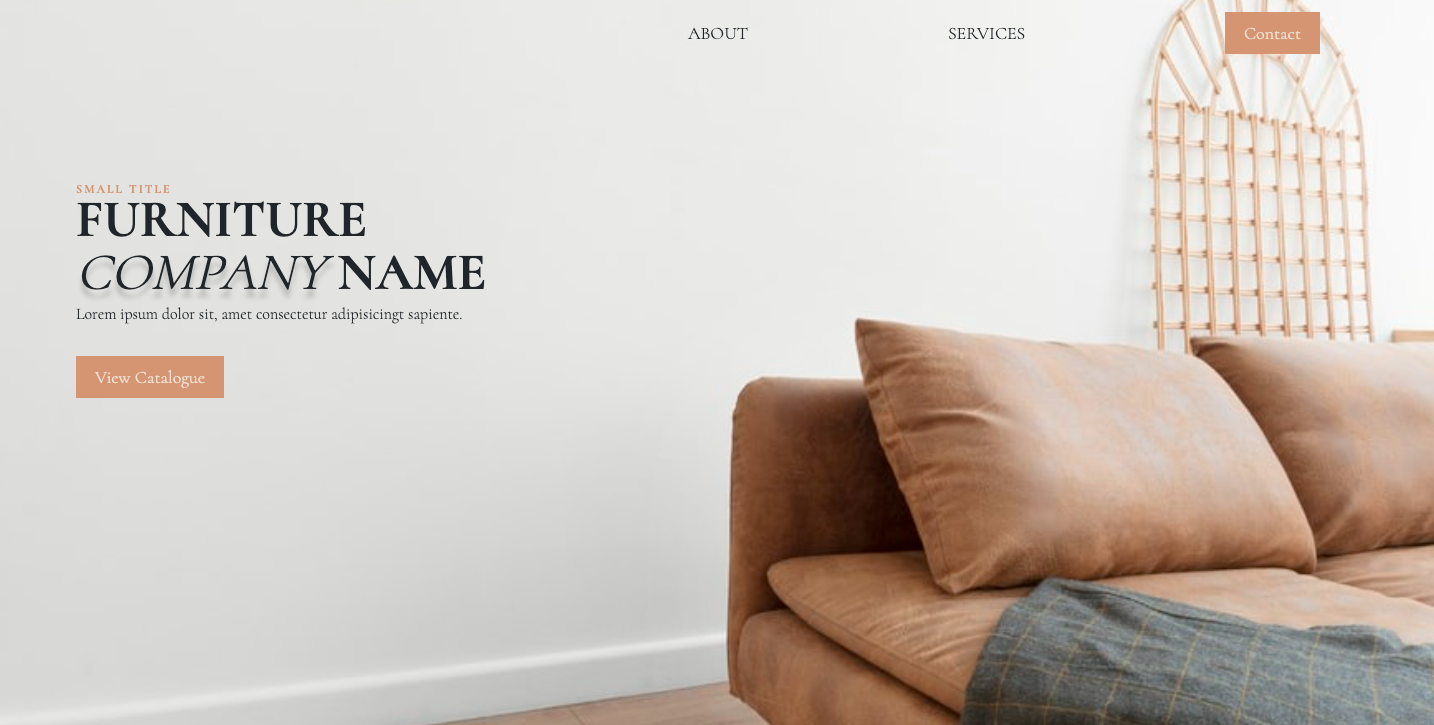 ABOUT SERVICES Contact
SMALL TITLE
FURNITURE
COMPANY NAME
Lorem ipsum dolor sit, amet consectetur adipisicingt sapiente.
View Catalogue